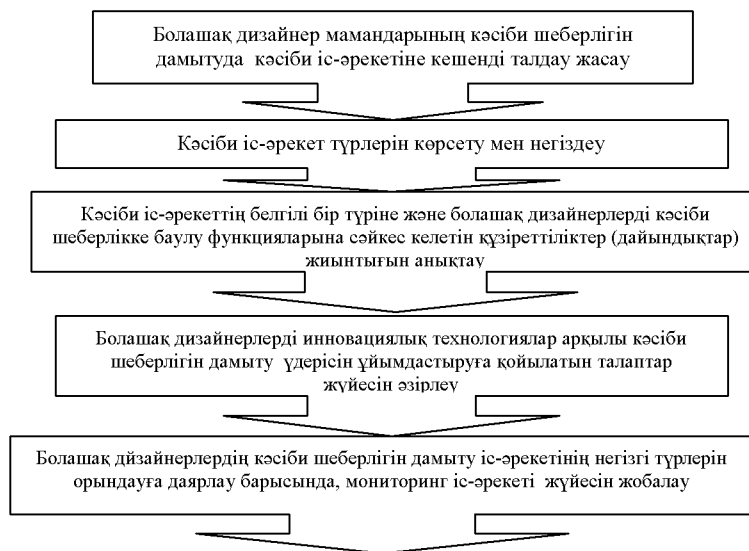 Болашақ дизайнер мамандарының кәсіби шеберлігін
дамытуда кәсіби іс-әрекетіне кешенді талдау жасау
Кәсіби іс-әрекет түрлерін көрсету мен негіздеу
Кәсіби іс-әрекеттің белгілі бір түріне және болашақ дизайнерлерді кәсіби
шеберлікке баулу функцияларына сәйкес келетін құзіреттіліктер (дайындықтар)
жиынтығын анықтау
Болашақ дизайнерлерді инновациялық технологиялар арқылы кәсіби
шеберлігін дамыту үдерісін ұйымдастыруға қойылатын талаптар
жүйесін әзірлеу
Болашақ дйзайнерлердің кәсіби шеберлігін дамыту іс-әрекетінің негізгі түрлерін
орындауға даярлау барысында, мониторинг іс-әрекеті жүйесін жобалау